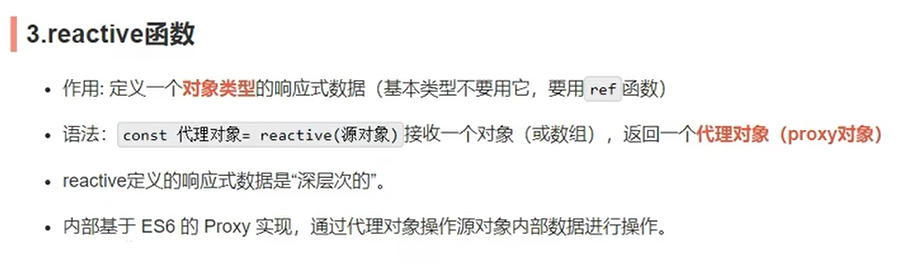 3.reactive函数
作用: 定义一个对象类型的响应式数据（基本类型不要用它，要用ref函数）
语法：const 代理对象= reactive(源对象)接收一个对象（或数组），返回一个代理对象（proxy对象）
reactive定义的响应式数据是“深层次的”。
内部基于 ES6 的 Proxy 实现，通过代理对象操作源对象内部数据进行操作。